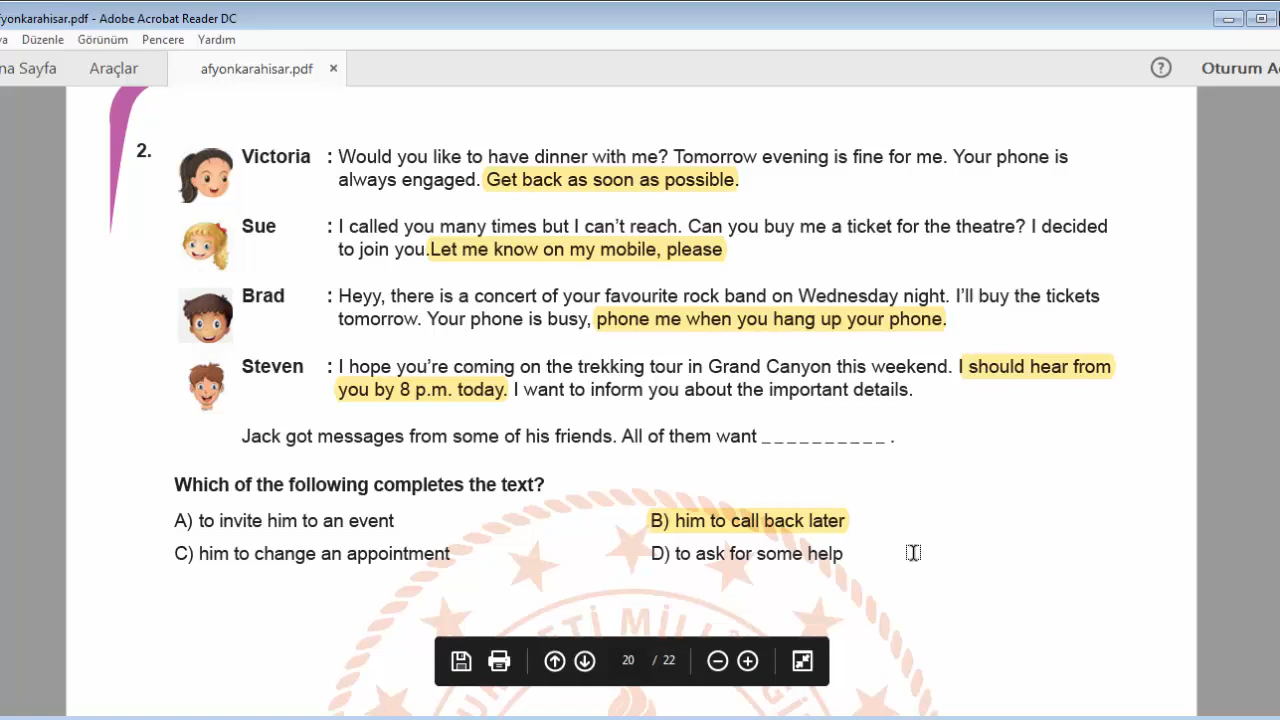 fyonkarahisar.pdf - Adobe Acrobat Reader DC
ya Düzenle Görünüm Pencere Yardım
na Sayfa Araçlar afyonkarahisar.pdf × ? Oturum A
2. Victoria : Would you like to have dinner with me? Tomorrow evening is fine for me. Your phone is
always engaged. Get back as soon as possible.
Sue : I called you many times but I can't reach. Can you buy me a ticket for the theatre? I decided
to join you.Let me know on my mobile, please
Brad : Heyy, there is a concert of your favourite rock band on Wednesday night. I'll buy the tickets
tomorrow. Your phone is busy, phone me when you hang up your phone.
Steven : I hope you're coming on the trekking tour in Grand Canyon this weekend. I should hear from
you by 8 p.m. today. I want to inform you about the important details.
Jack got messages from some of his friends. All of them want _ _ _ _ _ _ _ _ _ _ .
Which of the following completes the text?
A) to invite him to an event B) him to call back later
C) him to change an appointment D) to ask for some help
20 / 22